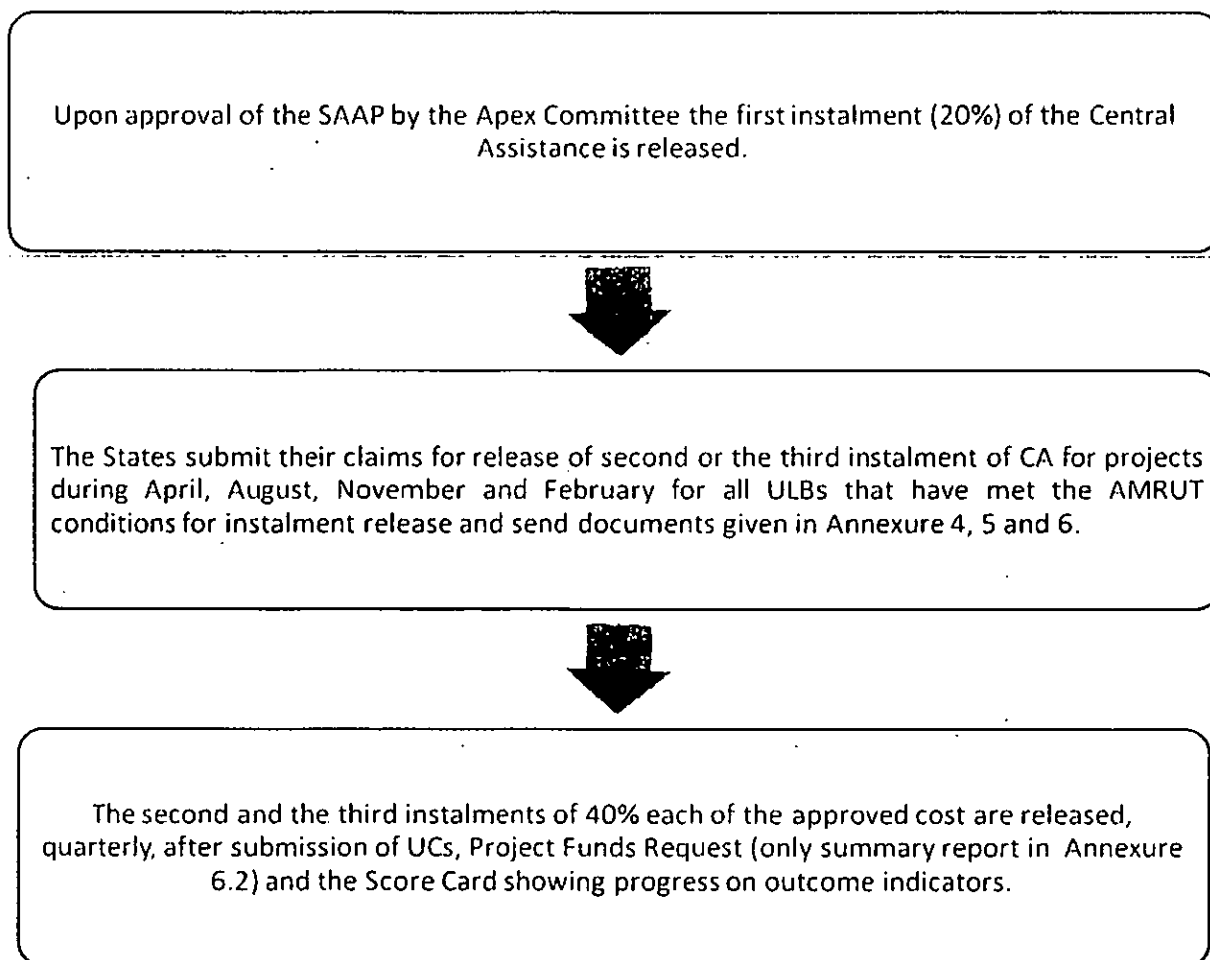 Upon approval of the SAAP by the Apex Committee the first instalment (20%) of the Central
Assistance is released.
The States submit their claims for release of second or the third instalment of CA for projects
during April, August, November and February for all ULBs that have met the AMRUT
conditions for instalment release and send documents given in Annexure 4, 5 and 6.
The second and the third instalments of 40% each of the approved cost are released,
quarterly, after submission of UCs, Project Funds Request (only summary report in Annexure
6.2) and the Score Card showing progress on outcome indicators.